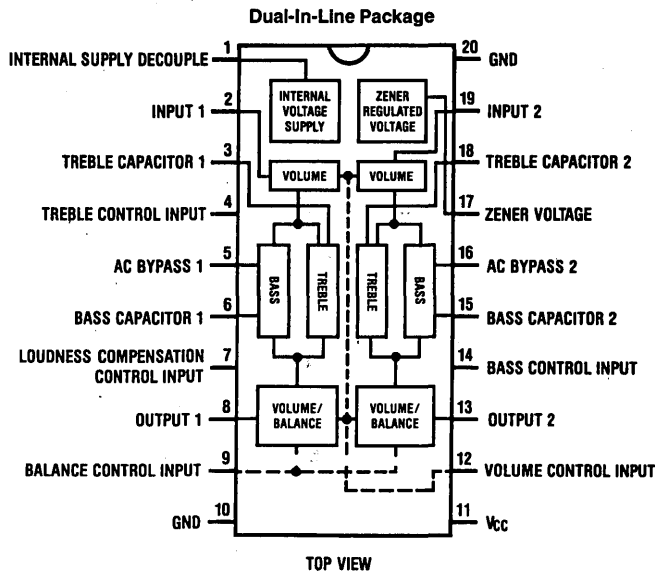 Dual-In-Line Package
1
INTERNAL SUPPLY DECOUPLE
20
GND
INTERNAL
VOLTAGE
SUPPLY
ZENER
REGULATED
VOLTAGE
2
INPUT 1
19
INPUT 2
3
TREBLE CAPACITOR 1
18
TREBLE CAPACITOR 2
VOLUME
VOLUME
4
TREBLE CONTROL INPUT
17
ZENER VOLTAGE
5
AC BYPASS 1
16
AC BYPASS 2
BASS
TREBLE
TREBLE
BASS
6
BASS CAPACITOR 1
15
BASS CAPACITOR 2
7
LOUDNESS COMPENSATION
CONTROL INPUT
14
BASS CONTROL INPUT
8
OUTPUT 1
VOLUME/
BALANCE
VOLUME/
BALANCE
13
OUTPUT 2
9
BALANCE CONTROL INPUT
12
VOLUME CONTROL INPUT
10
GND
11
VCC
TOP VIEW